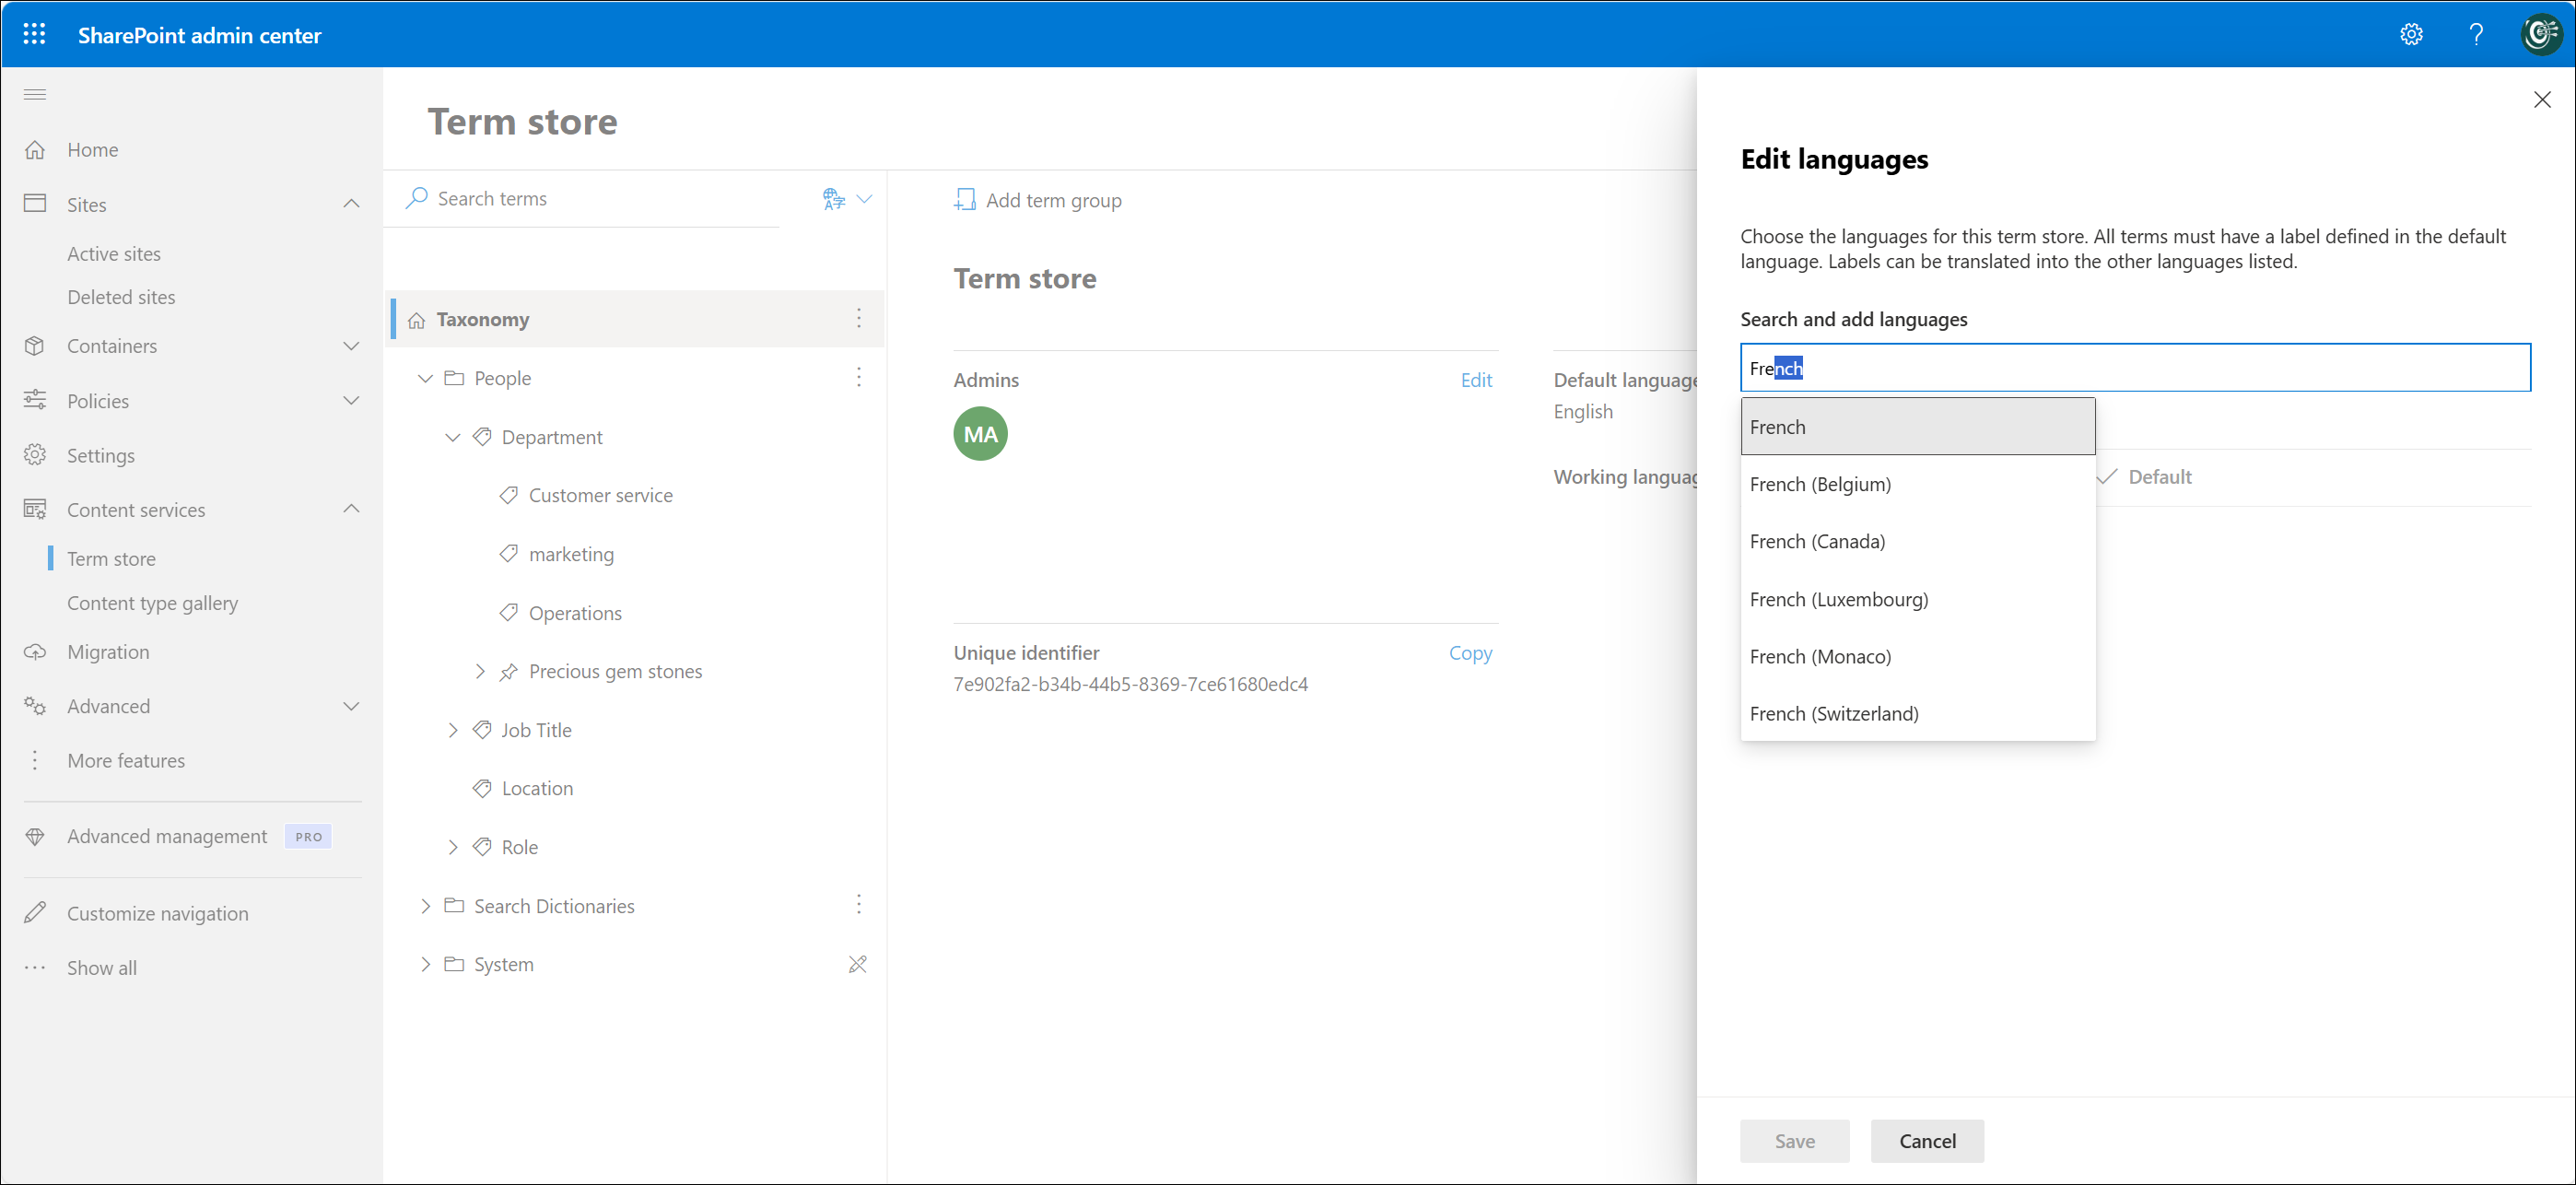 SharePoint admin center
Home
Sites
Active sites
Deleted sites
Containers
Policies
Settings
Content services
Term store
Content type gallery
Migration
Advanced
More features
Advanced management PRO
Customize navigation
Show all
Term store
Search terms
Taxonomy
People
Department
Customer service
marketing
Operations
Precious gem stones
Job Title
Location
Role
Search Dictionaries
System
Add term group
Term store
Admins Edit
MA
Unique identifier Copy
7e902fa2-b34b-44b5-8369-7ce61680edc4
Default language
English
Working languag
Edit languages
Choose the languages for this term store. All terms must have a label defined in the default
language. Labels can be translated into the other languages listed.
Search and add languages
French
French
French (Belgium)
French (Canada)
French (Luxembourg)
French (Monaco)
French (Switzerland)
Default
Save Cancel